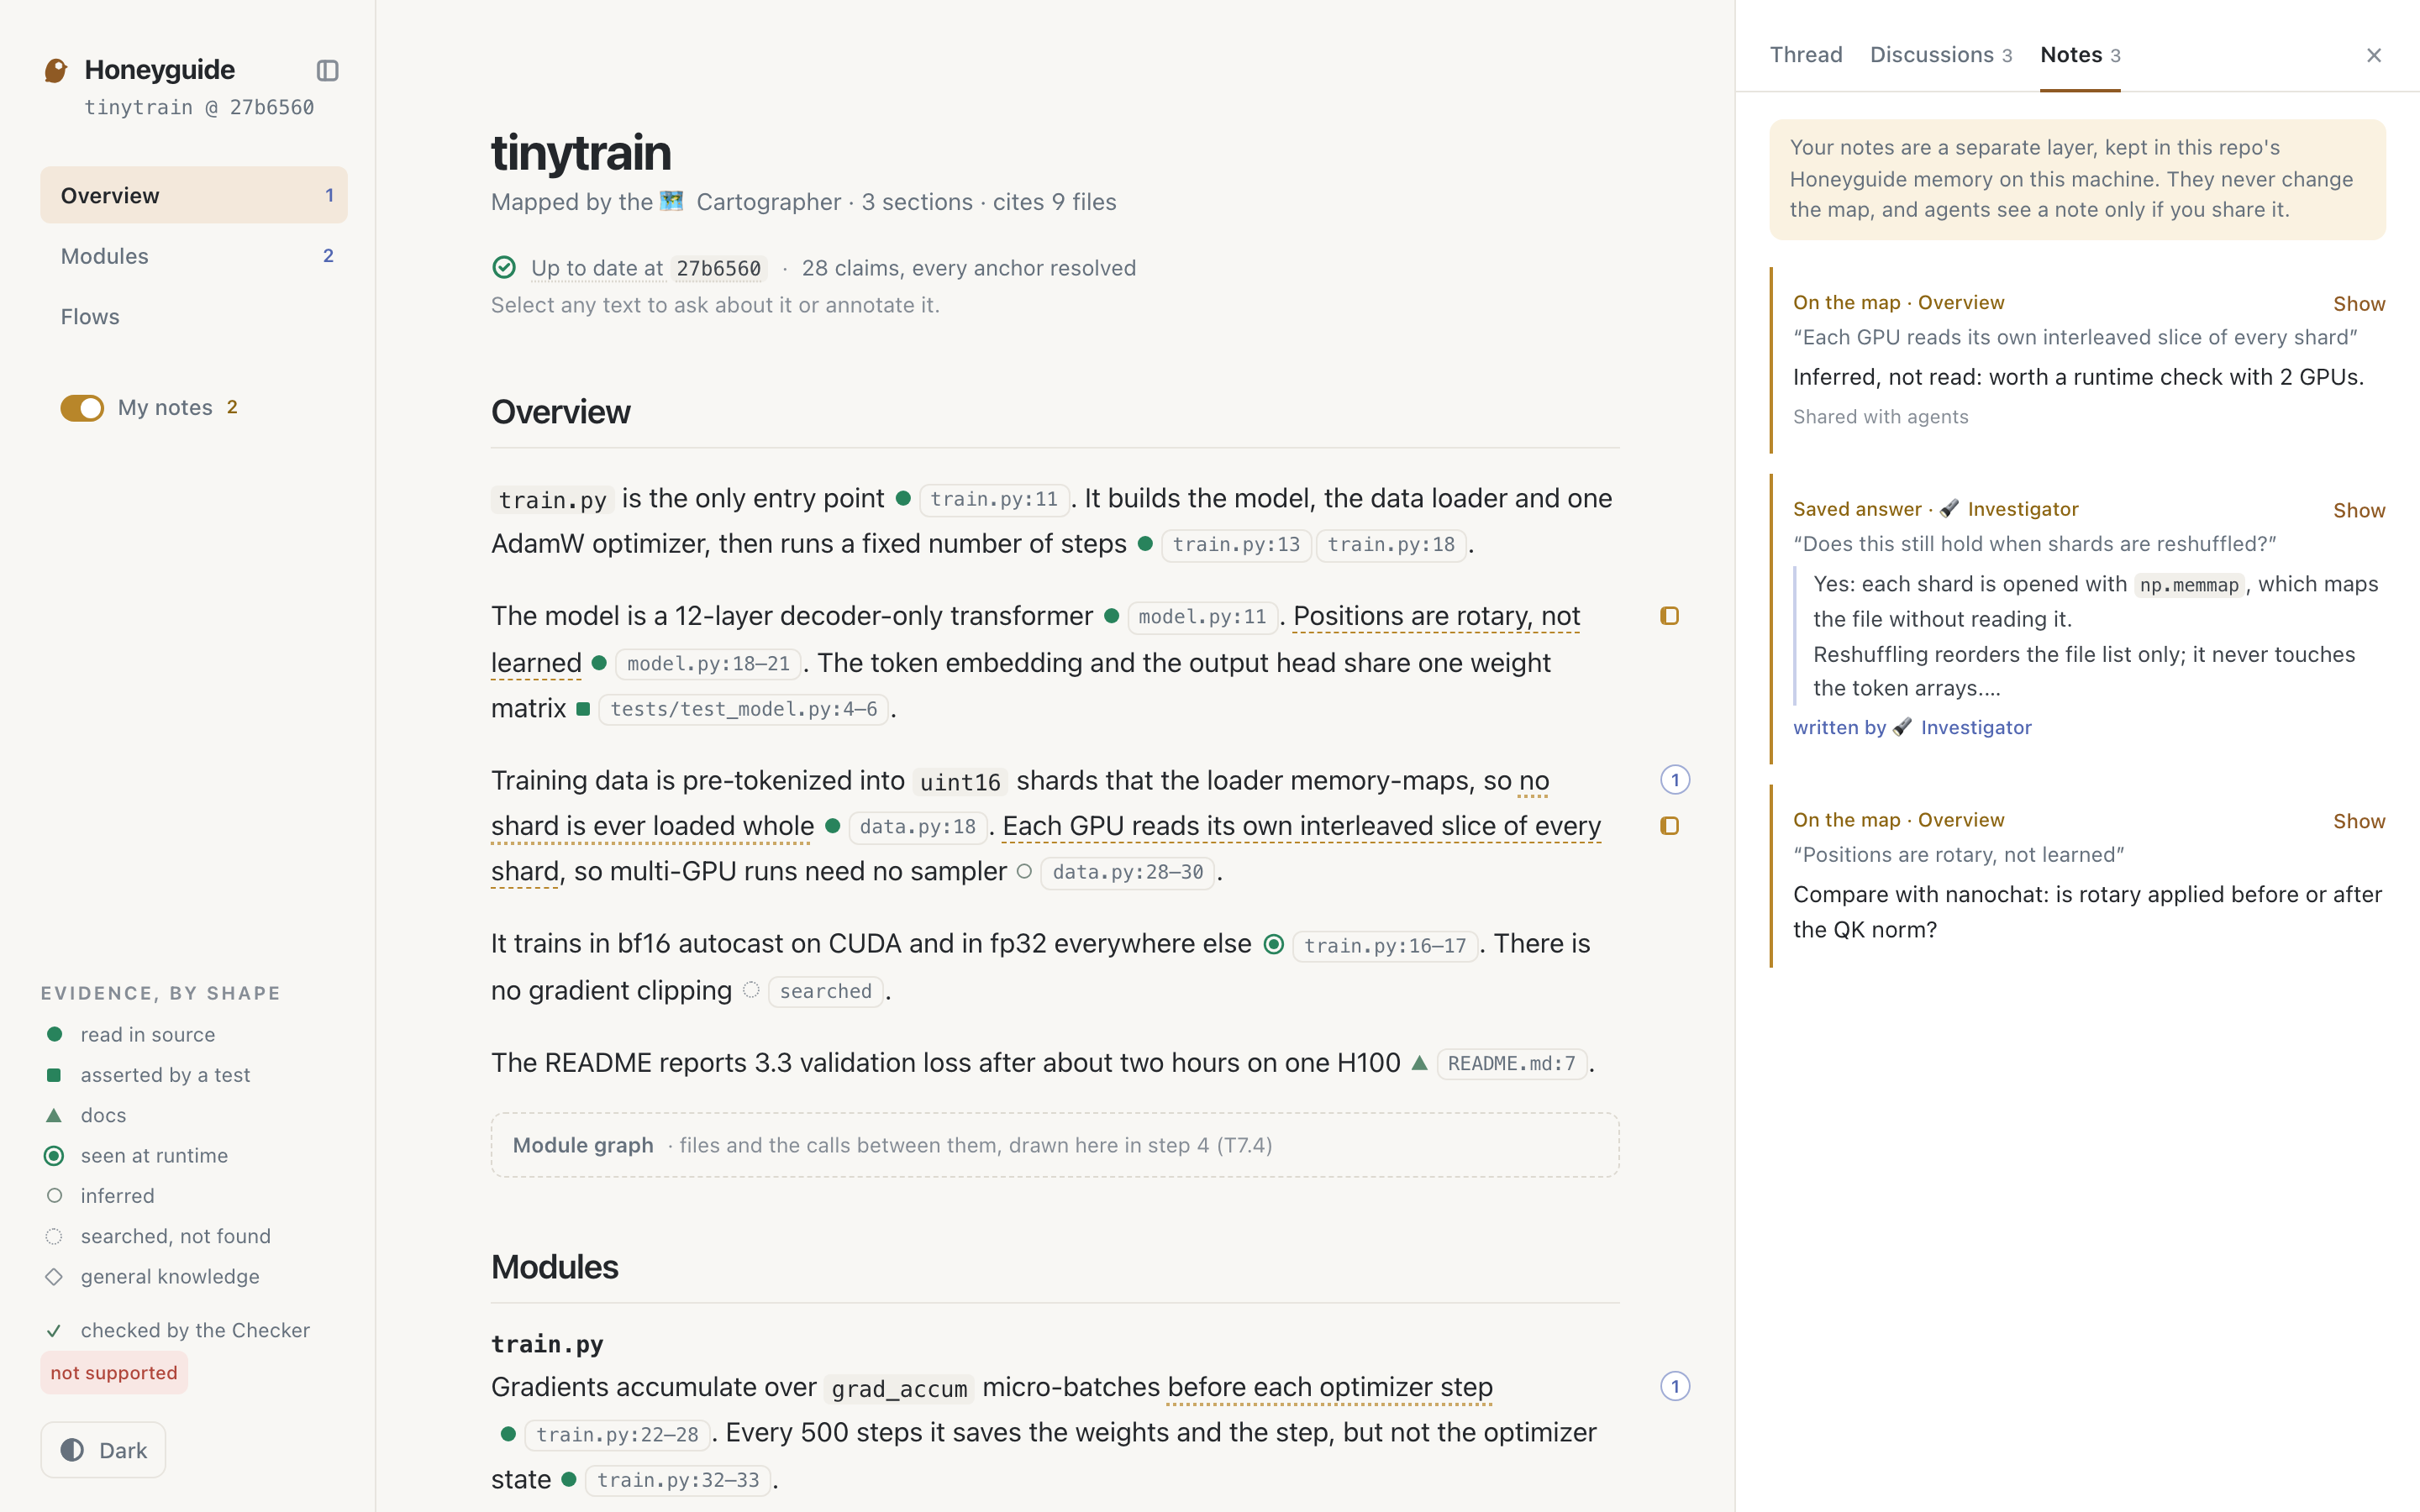 Honeyguide
tinytrain @ 27b6560
Overview 1
Modules 2
Flows
My notes 2
EVIDENCE, BY SHAPE
read in source
asserted by a test
docs
seen at runtime
inferred
searched, not found
general knowledge
checked by the Checker
not supported
Dark
tinytrain
Mapped by the Cartographer · 3 sections · cites 9 files
Up to date at 27b6560 · 28 claims, every anchor resolved
Select any text to ask about it or annotate it.
Overview
train.py is the only entry point train.py:11. It builds the model, the data loader and one
AdamW optimizer, then runs a fixed number of steps train.py:13 train.py:18.
The model is a 12-layer decoder-only transformer model.py:11. Positions are rotary, not
learned model.py:18–21. The token embedding and the output head share one weight
matrix tests/test_model.py:4–6.
Training data is pre-tokenized into uint16 shards that the loader memory-maps, so no 1
shard is ever loaded whole data.py:18. Each GPU reads its own interleaved slice of every
shard, so multi-GPU runs need no sampler data.py:28–30.
It trains in bf16 autocast on CUDA and in fp32 everywhere else train.py:16–17. There is
no gradient clipping searched.
The README reports 3.3 validation loss after about two hours on one H100 README.md:7.
Module graph · files and the calls between them, drawn here in step 4 (T7.4)
Modules
train.py
Gradients accumulate over grad_accum micro-batches before each optimizer step 1
train.py:22–28. Every 500 steps it saves the weights and the step, but not the optimizer
state train.py:32–33.
Thread Discussions 3 Notes 3 ×
Your notes are a separate layer, kept in this repo's
Honeyguide memory on this machine. They never change
the map, and agents see a note only if you share it.
On the map · Overview Show
“Each GPU reads its own interleaved slice of every shard”
Inferred, not read: worth a runtime check with 2 GPUs.
Shared with agents
Saved answer · Investigator Show
“Does this still hold when shards are reshuffled?”
Yes: each shard is opened with np.memmap, which maps
the file without reading it.
Reshuffling reorders the file list only; it never touches
the token arrays.…
written by Investigator
On the map · Overview Show
“Positions are rotary, not learned”
Compare with nanochat: is rotary applied before or after
the QK norm?